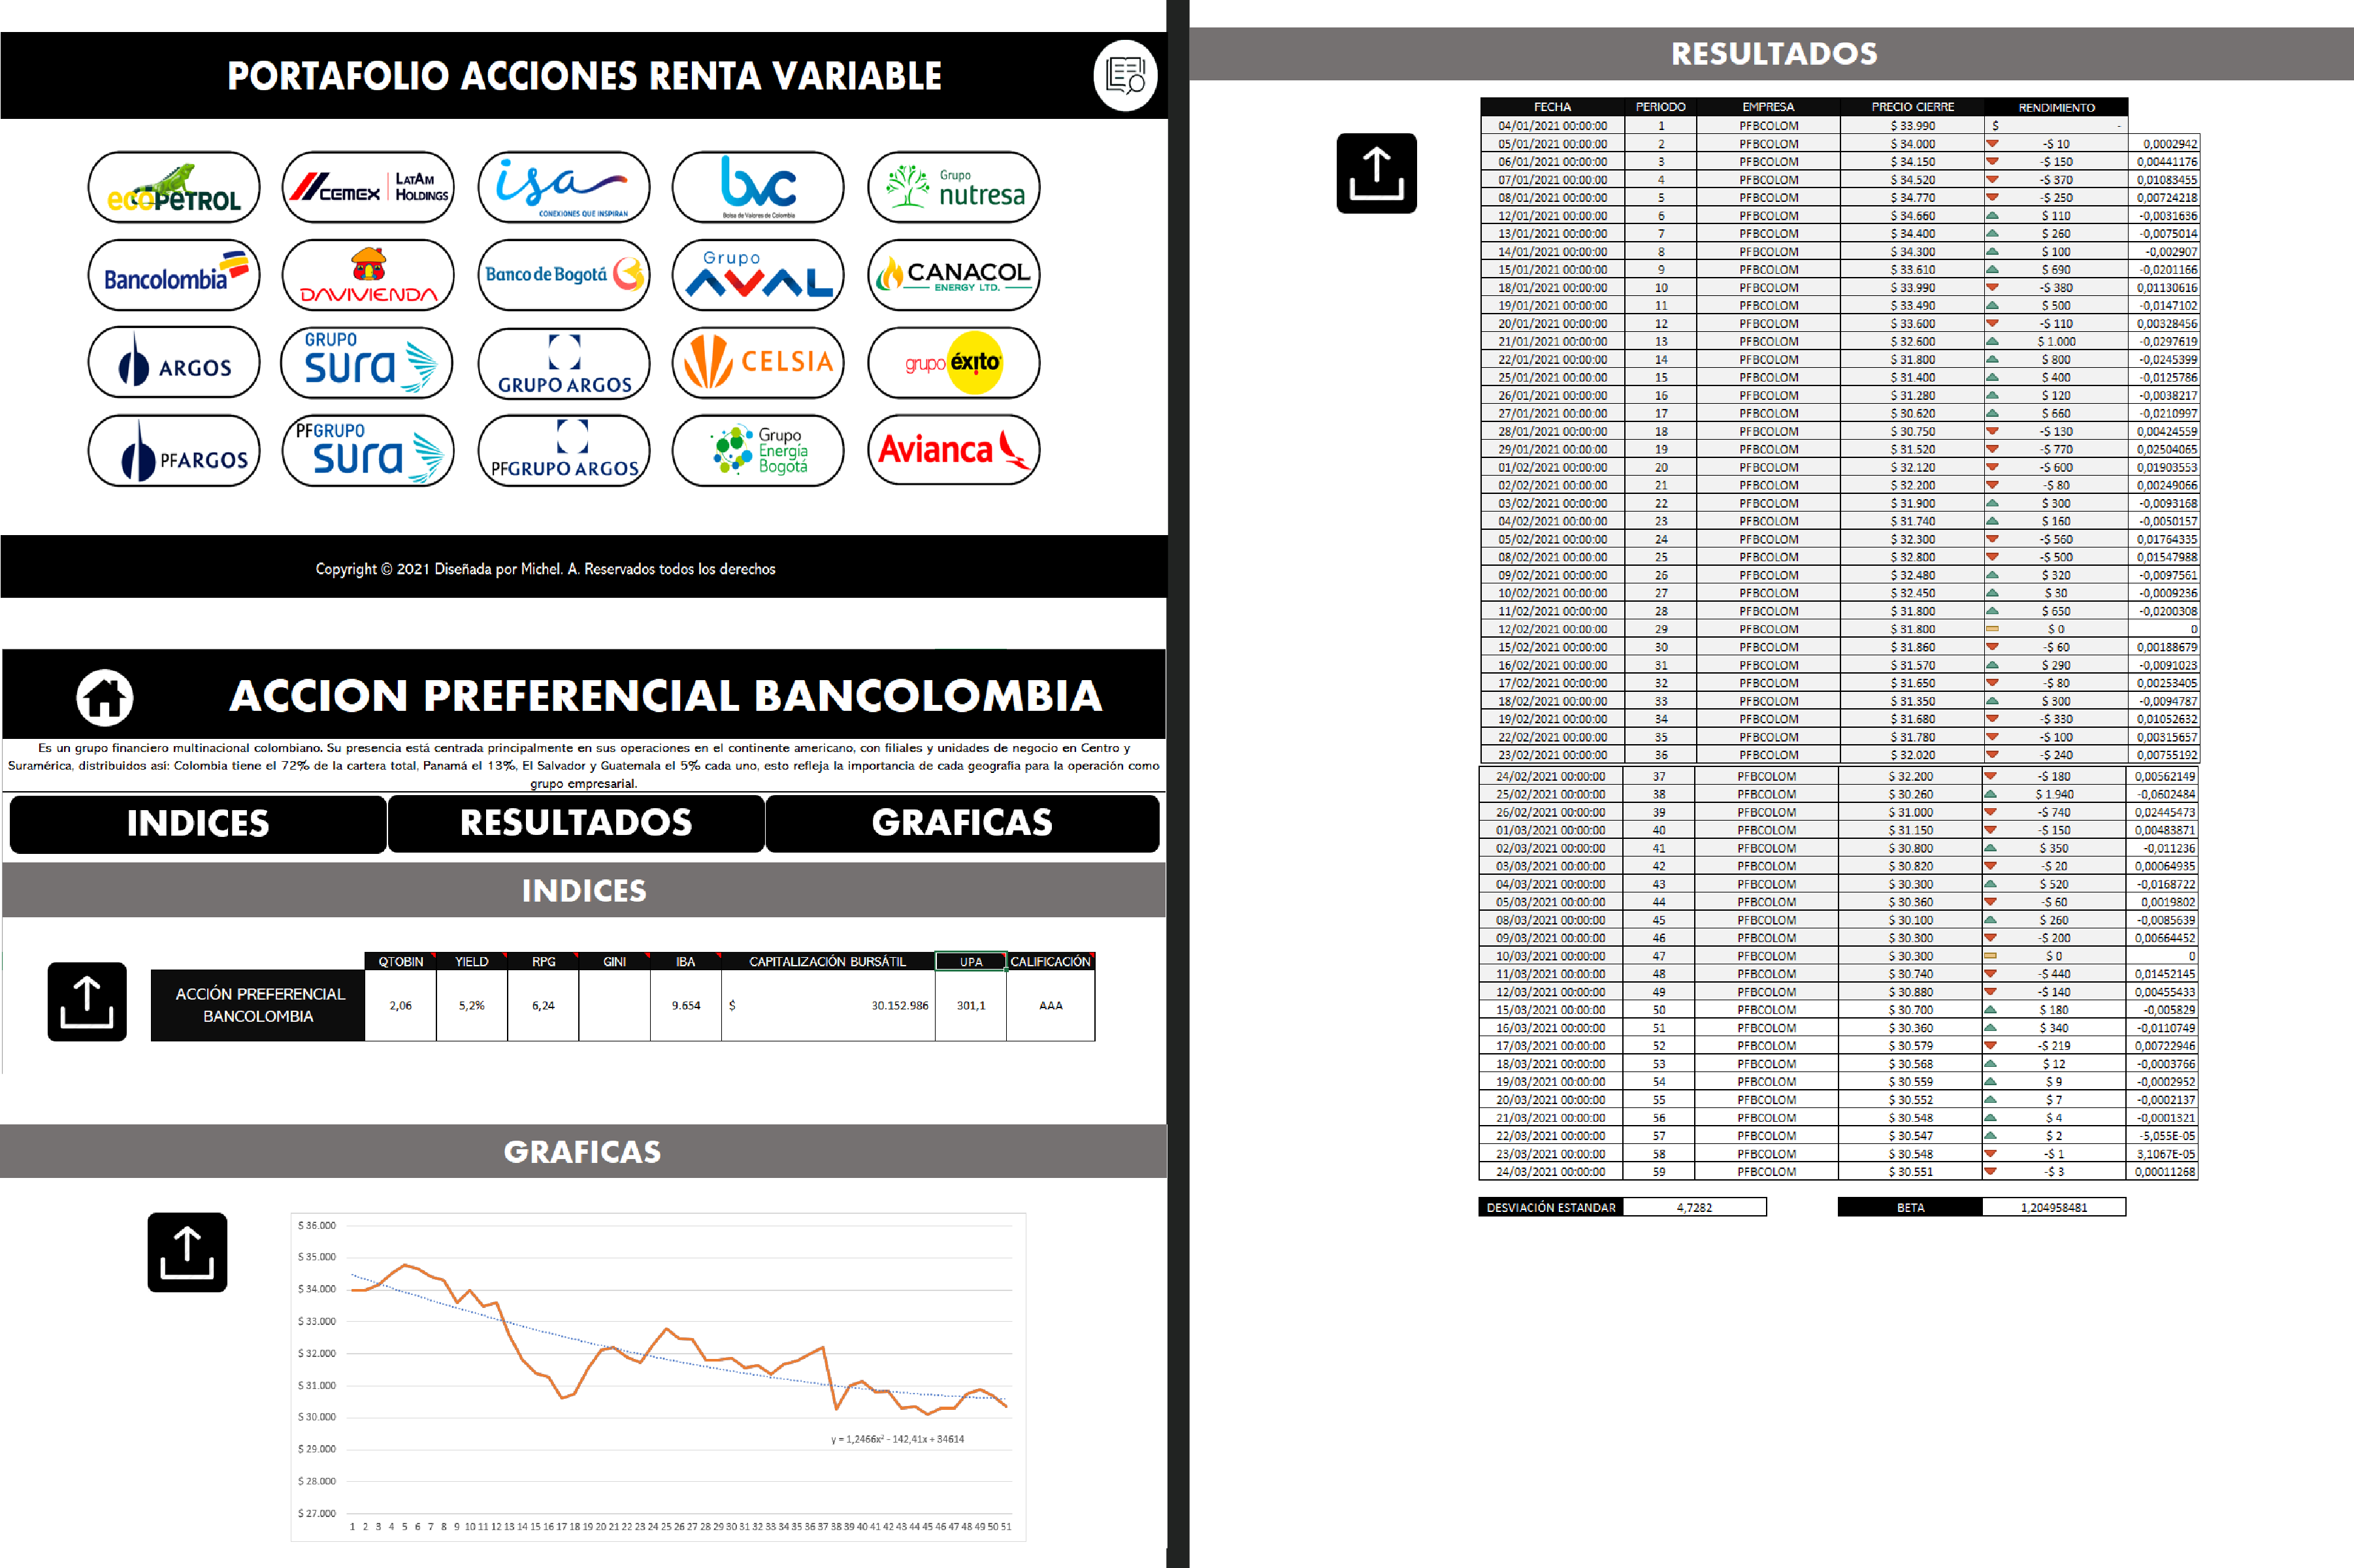 PORTAFOLIO ACCIONES RENTA VARIABLE
ecoPETROL
CEMEX LATAM HOLDINGS
isa CONEXIONES QUE INSPIRAN
bvc Bolsa de Valores de Colombia
Grupo nutresa
Bancolombia
DAVIVIENDA
Banco de Bogotá
Grupo AVAL
CANACOL ENERGY LTD.
ARGOS
GRUPO sura
GRUPO ARGOS
CELSIA
grupo éxito
PFARGOS
PFGRUPO sura
PFGRUPO ARGOS
Grupo Energía Bogotá
Avianca
Copyright © 2021 Diseñada por Michel. A. Reservados todos los derechos
ACCION PREFERENCIAL BANCOLOMBIA
Es un grupo financiero multinacional colombiano. Su presencia está centrada principalmente en sus operaciones en el continente americano, con filiales y unidades de negocio en Centro y
Suramérica, distribuidos asi: Colombia tiene el 72% de la cartera total, Panamá el 13%, El Salvador y Guatemala el 5% cada uno, esto refleja la importancia de cada geografía para la operación como
grupo empresarial.
INDICES RESULTADOS GRAFICAS
INDICES
QTOBIN YIELD RPG GINI IBA CAPITALIZACIÓN BURSÁTIL UPA CALIFICACIÓN
ACCIÓN PREFERENCIAL
BANCOLOMBIA
2,06 5,2% 6,24 9.654 $ 30.152.986 301,1 AAA
GRAFICAS
$ 36.000
$ 35.000
$ 34.000
$ 33.000
$ 32.000
$ 31.000
$ 30.000
$ 29.000
$ 28.000
$ 27.000
y = 1,2466x² - 142,41x + 34614
1 2 3 4 5 6 7 8 9 10 11 12 13 14 15 16 17 18 19 20 21 22 23 24 25 26 27 28 29 30 31 32 33 34 35 36 37 38 39 40 41 42 43 44 45 46 47 48 49 50 51
RESULTADOS
FECHA PERIODO EMPRESA PRECIO CIERRE RENDIMIENTO
04/01/2021 00:00:00 1 PFBCOLOM $ 33.990 $ -
05/01/2021 00:00:00 2 PFBCOLOM $ 34.000 -$ 10 0,0002942
06/01/2021 00:00:00 3 PFBCOLOM $ 34.150 -$ 150 0,00441176
07/01/2021 00:00:00 4 PFBCOLOM $ 34.520 -$ 370 0,01083455
08/01/2021 00:00:00 5 PFBCOLOM $ 34.770 -$ 250 0,00724218
12/01/2021 00:00:00 6 PFBCOLOM $ 34.660 $ 110 -0,0031636
13/01/2021 00:00:00 7 PFBCOLOM $ 34.400 $ 260 -0,0075014
14/01/2021 00:00:00 8 PFBCOLOM $ 34.300 $ 100 -0,002907
15/01/2021 00:00:00 9 PFBCOLOM $ 33.610 $ 690 -0,0201166
18/01/2021 00:00:00 10 PFBCOLOM $ 33.990 -$ 380 0,01130616
19/01/2021 00:00:00 11 PFBCOLOM $ 33.490 $ 500 -0,0147102
20/01/2021 00:00:00 12 PFBCOLOM $ 33.600 -$ 110 0,00328456
21/01/2021 00:00:00 13 PFBCOLOM $ 32.600 $ 1.000 -0,0297619
22/01/2021 00:00:00 14 PFBCOLOM $ 31.800 $ 800 -0,0245399
25/01/2021 00:00:00 15 PFBCOLOM $ 31.400 $ 400 -0,0125786
26/01/2021 00:00:00 16 PFBCOLOM $ 31.280 $ 120 -0,0038217
27/01/2021 00:00:00 17 PFBCOLOM $ 30.620 $ 660 -0,0210997
28/01/2021 00:00:00 18 PFBCOLOM $ 30.750 -$ 130 0,00424559
29/01/2021 00:00:00 19 PFBCOLOM $ 31.520 -$ 770 0,02504065
01/02/2021 00:00:00 20 PFBCOLOM $ 32.120 -$ 600 0,01903553
02/02/2021 00:00:00 21 PFBCOLOM $ 32.200 -$ 80 0,00249066
03/02/2021 00:00:00 22 PFBCOLOM $ 31.900 $ 300 -0,0093168
04/02/2021 00:00:00 23 PFBCOLOM $ 31.740 $ 160 -0,0050157
05/02/2021 00:00:00 24 PFBCOLOM $ 32.300 -$ 560 0,01764335
08/02/2021 00:00:00 25 PFBCOLOM $ 32.800 -$ 500 0,01547988
09/02/2021 00:00:00 26 PFBCOLOM $ 32.480 $ 320 -0,0097561
10/02/2021 00:00:00 27 PFBCOLOM $ 32.450 $ 30 -0,0009236
11/02/2021 00:00:00 28 PFBCOLOM $ 31.800 $ 650 -0,0200308
12/02/2021 00:00:00 29 PFBCOLOM $ 31.800 $ 0 0
15/02/2021 00:00:00 30 PFBCOLOM $ 31.860 -$ 60 0,00188679
16/02/2021 00:00:00 31 PFBCOLOM $ 31.570 $ 290 -0,0091023
17/02/2021 00:00:00 32 PFBCOLOM $ 31.650 -$ 80 0,00253405
18/02/2021 00:00:00 33 PFBCOLOM $ 31.350 $ 300 -0,0094787
19/02/2021 00:00:00 34 PFBCOLOM $ 31.680 -$ 330 0,01052632
22/02/2021 00:00:00 35 PFBCOLOM $ 31.780 -$ 100 0,00315657
23/02/2021 00:00:00 36 PFBCOLOM $ 32.020 -$ 240 0,00755192
24/02/2021 00:00:00 37 PFBCOLOM $ 32.200 -$ 180 0,00562149
25/02/2021 00:00:00 38 PFBCOLOM $ 30.260 $ 1.940 -0,0602484
26/02/2021 00:00:00 39 PFBCOLOM $ 31.000 -$ 740 0,02445473
01/03/2021 00:00:00 40 PFBCOLOM $ 31.150 -$ 150 0,00483871
02/03/2021 00:00:00 41 PFBCOLOM $ 30.800 $ 350 -0,011236
03/03/2021 00:00:00 42 PFBCOLOM $ 30.820 -$ 20 0,00064935
04/03/2021 00:00:00 43 PFBCOLOM $ 30.300 $ 520 -0,0168722
05/03/2021 00:00:00 44 PFBCOLOM $ 30.360 -$ 60 0,0019802
08/03/2021 00:00:00 45 PFBCOLOM $ 30.100 $ 260 -0,0085639
09/03/2021 00:00:00 46 PFBCOLOM $ 30.300 -$ 200 0,00664452
10/03/2021 00:00:00 47 PFBCOLOM $ 30.300 $ 0 0
11/03/2021 00:00:00 48 PFBCOLOM $ 30.740 -$ 440 0,01452145
12/03/2021 00:00:00 49 PFBCOLOM $ 30.880 -$ 140 0,00455433
15/03/2021 00:00:00 50 PFBCOLOM $ 30.700 $ 180 -0,005829
16/03/2021 00:00:00 51 PFBCOLOM $ 30.360 $ 340 -0,0110749
17/03/2021 00:00:00 52 PFBCOLOM $ 30.579 -$ 219 0,00722946
18/03/2021 00:00:00 53 PFBCOLOM $ 30.568 $ 12 -0,0003766
19/03/2021 00:00:00 54 PFBCOLOM $ 30.559 $ 9 -0,0002952
20/03/2021 00:00:00 55 PFBCOLOM $ 30.552 $ 7 -0,0002137
21/03/2021 00:00:00 56 PFBCOLOM $ 30.548 $ 4 -0,0001321
22/03/2021 00:00:00 57 PFBCOLOM $ 30.547 $ 2 -5,055E-05
23/03/2021 00:00:00 58 PFBCOLOM $ 30.548 -$ 1 3,1067E-05
24/03/2021 00:00:00 59 PFBCOLOM $ 30.551 -$ 3 0,00011268
DESVIACIÓN ESTANDAR 4,7282 BETA 1,204958481